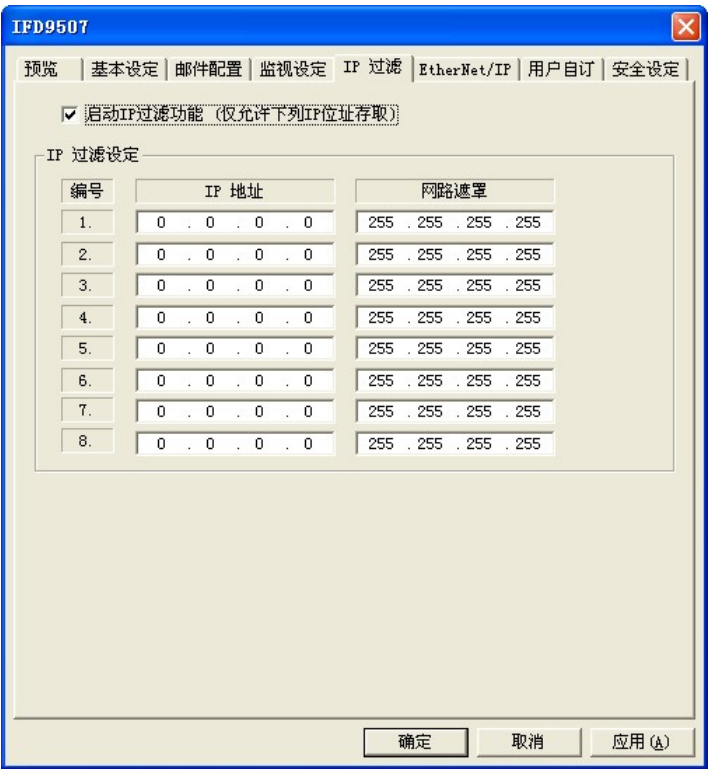 IFD9507
预览 基本设定 邮件配置 监视设定 IP 过滤 EtherNet/IP 用户自订 安全设定
启动IP过滤功能 (仅允许下列IP位址存取)
IP 过滤设定
编号 IP 地址 网路遮罩
1. 0 . 0 . 0 . 0 255 . 255 . 255 . 255
2. 0 . 0 . 0 . 0 255 . 255 . 255 . 255
3. 0 . 0 . 0 . 0 255 . 255 . 255 . 255
4. 0 . 0 . 0 . 0 255 . 255 . 255 . 255
5. 0 . 0 . 0 . 0 255 . 255 . 255 . 255
6. 0 . 0 . 0 . 0 255 . 255 . 255 . 255
7. 0 . 0 . 0 . 0 255 . 255 . 255 . 255
8. 0 . 0 . 0 . 0 255 . 255 . 255 . 255
确定 取消 应用(A)